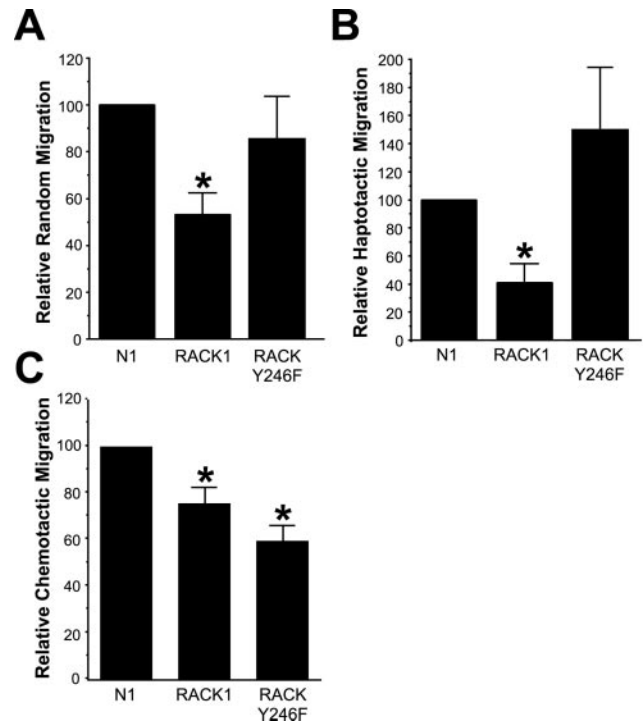 A
Relative Random Migration
120
100
80
60
40
20
0
*
N1
RACK1
RACK
Y246F
B
Relative Haptotactic Migration
200
180
160
140
120
100
80
60
40
20
0
*
N1
RACK1
RACK
Y246F
C
Relative Chemotactic Migration
120
100
80
60
40
20
0
*
*
N1
RACK1
RACK
Y246F